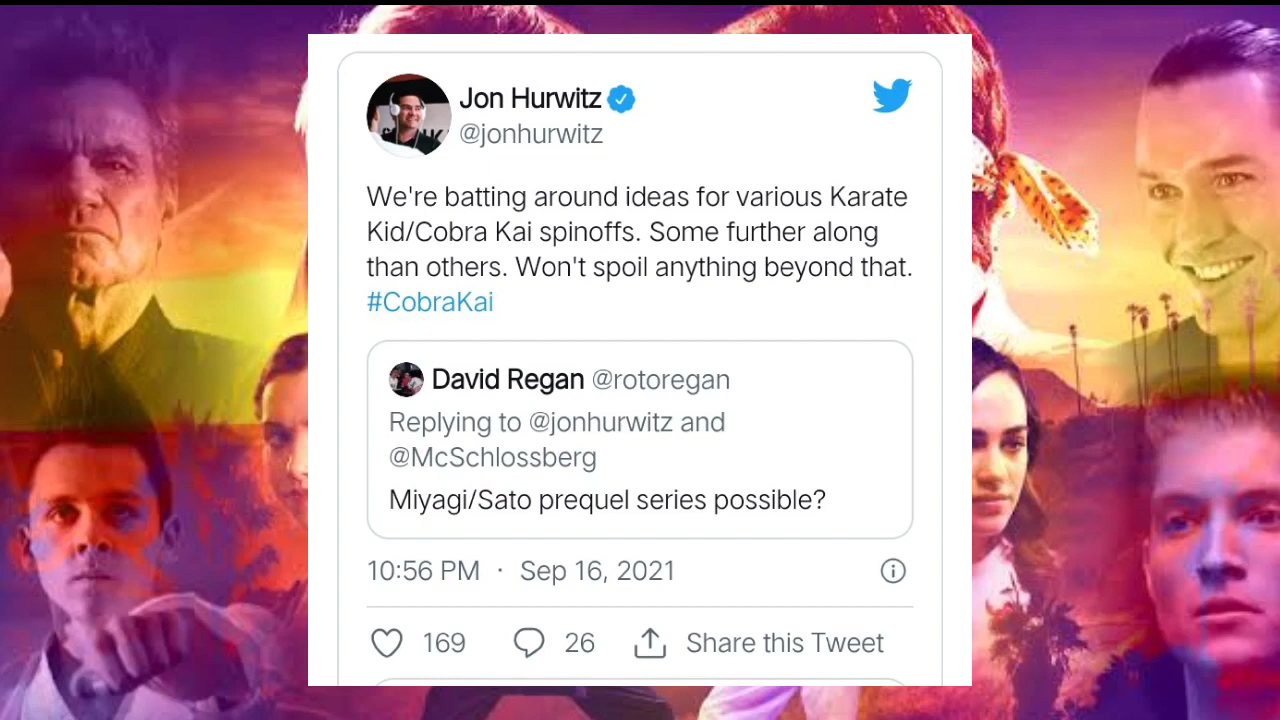 Jon Hurwitz
@jonhurwitz
We're batting around ideas for various Karate
Kid/Cobra Kai spinoffs. Some further along
than others. Won't spoil anything beyond that.
#CobraKai
David Regan @rotoregan
Replying to @jonhurwitz and
@McSchlossberg
Miyagi/Sato prequel series possible?
10:56 PM · Sep 16, 2021
169 26 Share this Tweet